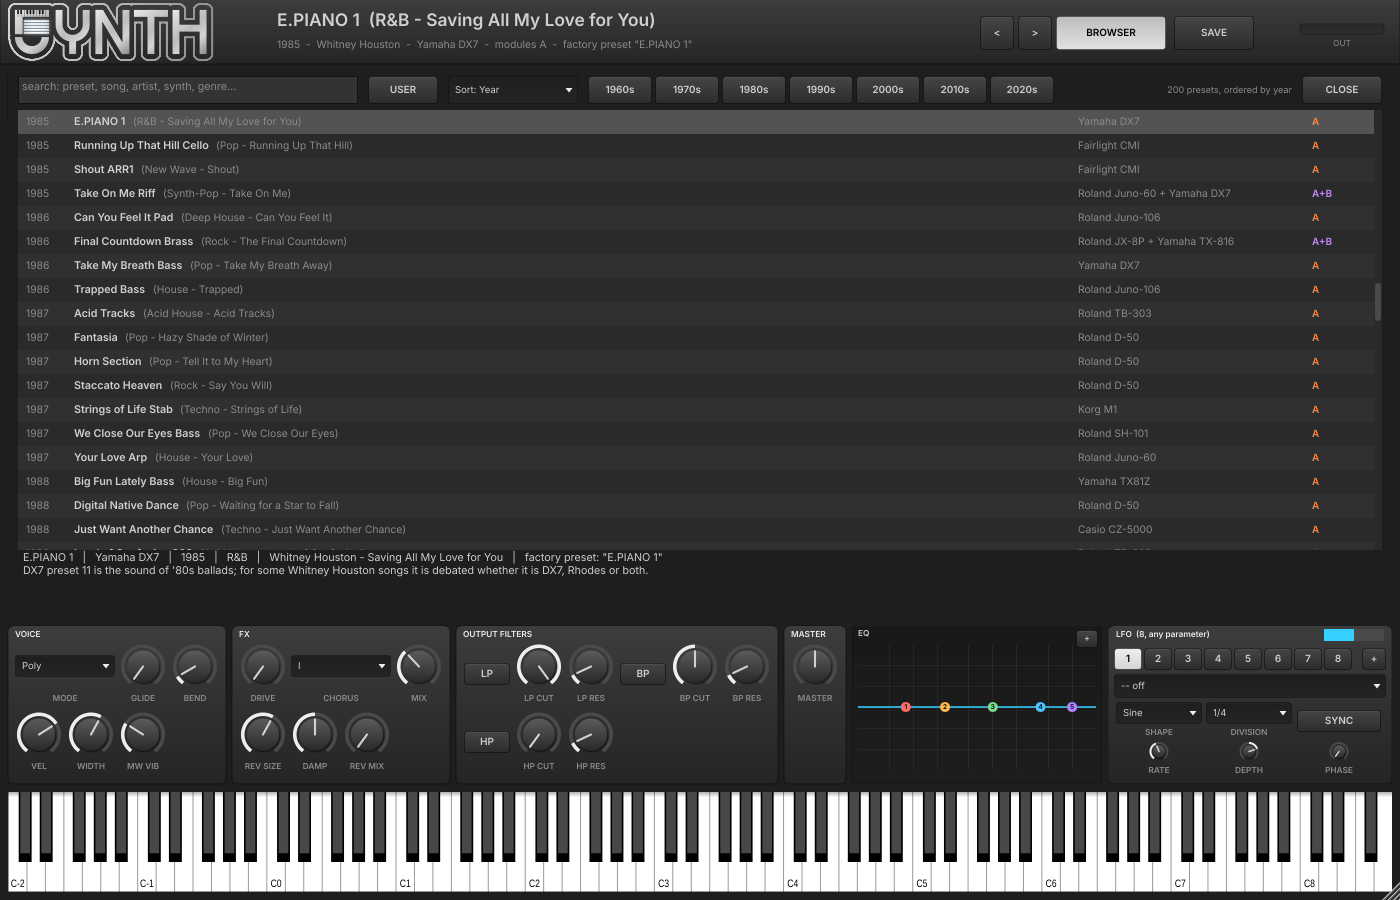 SYNTH
E.PIANO 1 (R&B - Saving All My Love for You)
1985 - Whitney Houston - Yamaha DX7 - modules A - factory preset "E.PIANO 1"
< > BROWSER SAVE
OUT
search: preset, song, artist, synth, genre... USER Sort: Year 1960s 1970s 1980s 1990s 2000s 2010s 2020s 200 presets, ordered by year CLOSE
1985 E.PIANO 1 (R&B - Saving All My Love for You) Yamaha DX7 A
1985 Running Up That Hill Cello (Pop - Running Up That Hill) Fairlight CMI A
1985 Shout ARR1 (New Wave - Shout) Fairlight CMI A
1985 Take On Me Riff (Synth-Pop - Take On Me) Roland Juno-60 + Yamaha DX7 A+B
1986 Can You Feel It Pad (Deep House - Can You Feel It) Roland Juno-106 A
1986 Final Countdown Brass (Rock - The Final Countdown) Roland JX-8P + Yamaha TX-816 A+B
1986 Take My Breath Bass (Pop - Take My Breath Away) Yamaha DX7 A
1986 Trapped Bass (House - Trapped) Roland Juno-106 A
1987 Acid Tracks (Acid House - Acid Tracks) Roland TB-303 A
1987 Fantasia (Pop - Hazy Shade of Winter) Roland D-50 A
1987 Horn Section (Pop - Tell It to My Heart) Roland D-50 A
1987 Staccato Heaven (Rock - Say You Will) Roland D-50 A
1987 Strings of Life Stab (Techno - Strings of Life) Korg M1 A
1987 We Close Our Eyes Bass (Pop - We Close Our Eyes) Roland SH-101 A
1987 Your Love Arp (House - Your Love) Roland Juno-60 A
1988 Big Fun Lately Bass (House - Big Fun) Yamaha TX81Z A
1988 Digital Native Dance (Pop - Waiting for a Star to Fall) Roland D-50 A
1988 Just Want Another Chance (Techno - Just Want Another Chance) Casio CZ-5000 A
E.PIANO 1 | Yamaha DX7 | 1985 | R&B | Whitney Houston - Saving All My Love for You | factory preset: "E.PIANO 1"
DX7 preset 11 is the sound of '80s ballads; for some Whitney Houston songs it is debated whether it is DX7, Rhodes or both.
VOICE
Poly
MODE GLIDE BEND
VEL WIDTH MW VIB
FX
I
DRIVE CHORUS MIX
REV SIZE DAMP REV MIX
OUTPUT FILTERS
LP BP
LP CUT LP RES BP CUT BP RES
HP
HP CUT HP RES
MASTER
MASTER
EQ +
1 2 3 4 5
LFO (8, any parameter)
1 2 3 4 5 6 7 8 +
-- off
Sine 1/4 SYNC
SHAPE DIVISION
RATE DEPTH PHASE
C-2 C-1 C0 C1 C2 C3 C4 C5 C6 C7 C8